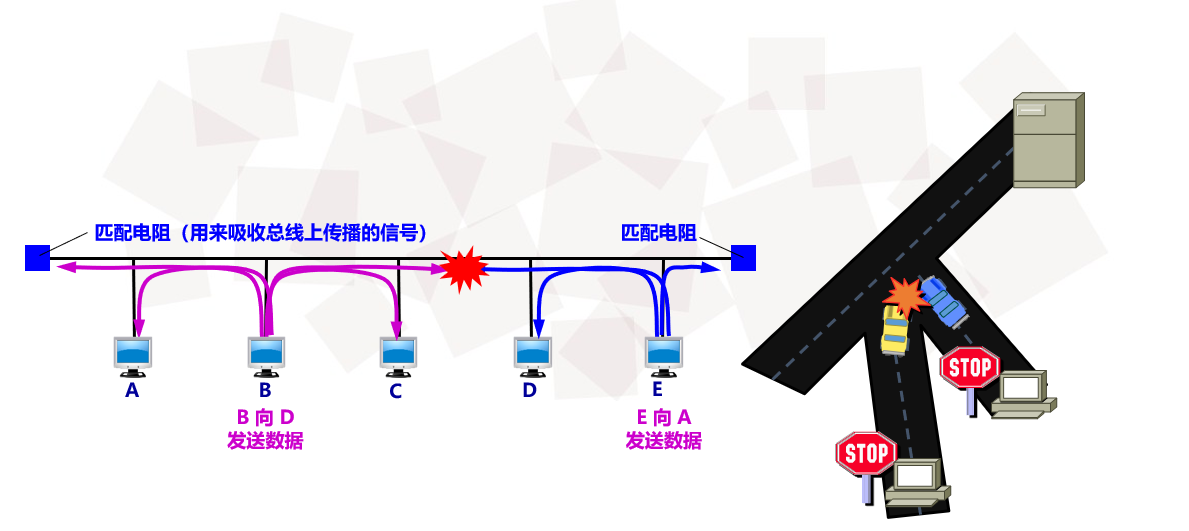 匹配电阻（用来吸收总线上传播的信号）
匹配电阻
A
B
C
D
E
B 向 D
发送数据
E 向 A
发送数据
STOP
STOP